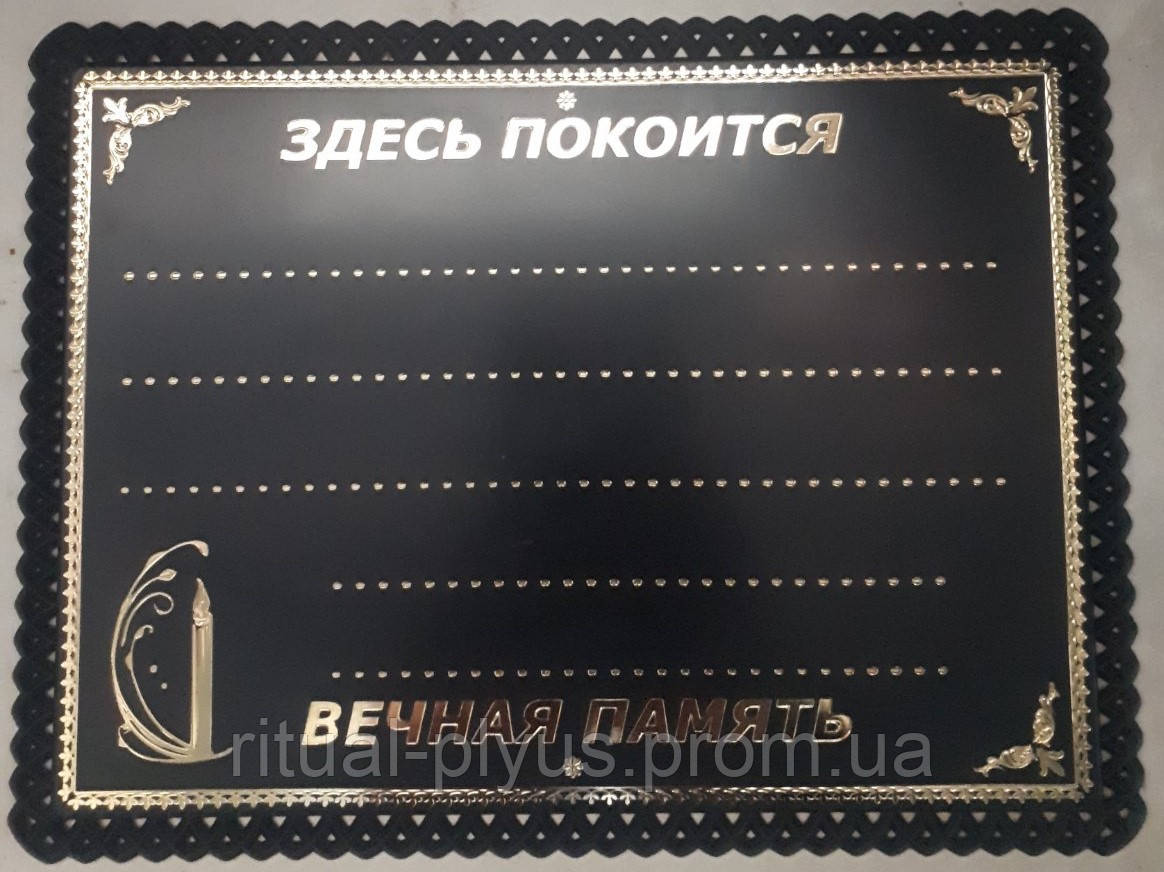 ЗДЕСЬ ПОКОИТСЯ
ВЕЧНАЯ ПАМЯТЬ
ritual-plyus.prom.ua